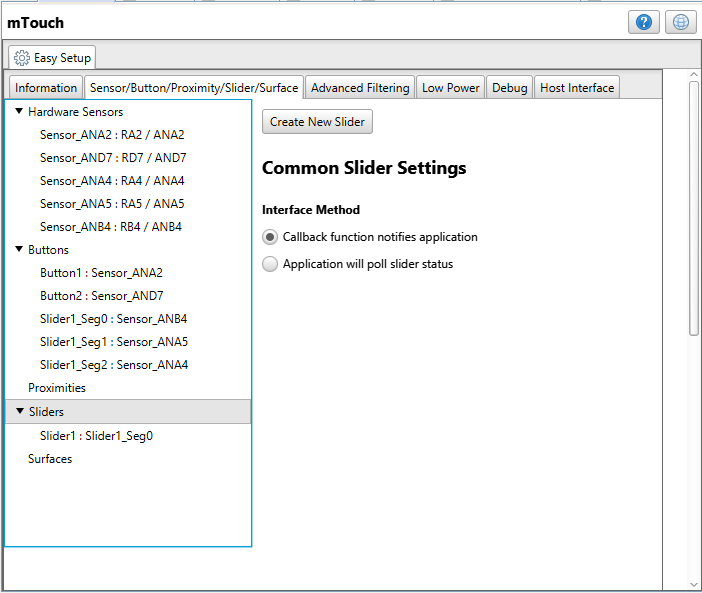 mTouch
Easy Setup
Information Sensor/Button/Proximity/Slider/Surface Advanced Filtering Low Power Debug Host Interface
Hardware Sensors
Sensor_ANA2 : RA2 / ANA2
Sensor_AND7 : RD7 / AND7
Sensor_ANA4 : RA4 / ANA4
Sensor_ANA5 : RA5 / ANA5
Sensor_ANB4 : RB4 / ANB4
Buttons
Button1 : Sensor_ANA2
Button2 : Sensor_AND7
Slider1_Seg0 : Sensor_ANB4
Slider1_Seg1 : Sensor_ANA5
Slider1_Seg2 : Sensor_ANA4
Proximities
Sliders
Slider1 : Slider1_Seg0
Surfaces
Create New Slider
Common Slider Settings
Interface Method
Callback function notifies application
Application will poll slider status